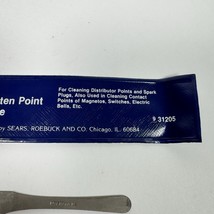 For Cleaning Distributor Points and Spark
Plugs. Also Used in Cleaning Contact
Points of Magnetos, Switches, Electric
Bells, Etc.
9 31205
ten Point
e
by SEARS, ROEBUCK AND CO. Chicago, IL 60684